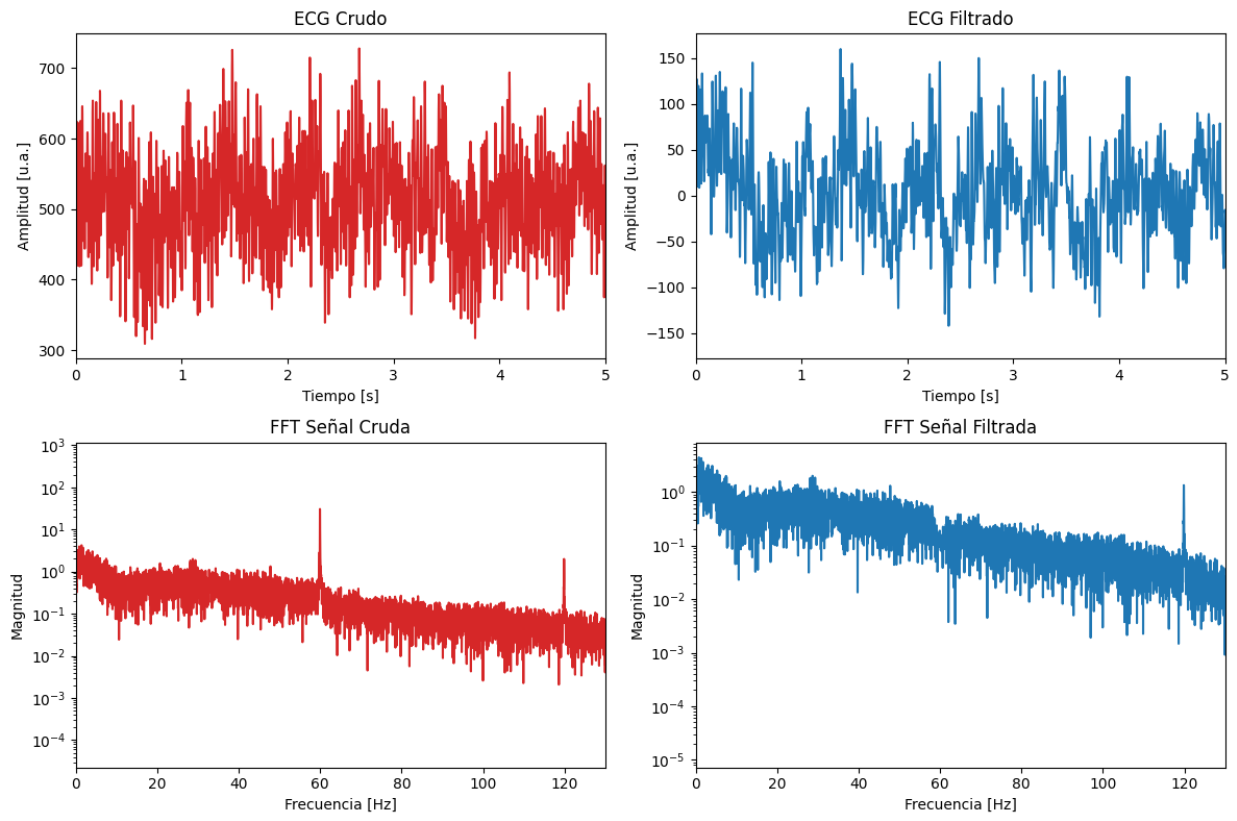 ECG Crudo
700
600
500
400
300
Amplitud [u.a.]
0 1 2 3 4 5
Tiempo [s]
ECG Filtrado
150
100
50
0
−50
−100
−150
Amplitud [u.a.]
0 1 2 3 4 5
Tiempo [s]
FFT Señal Cruda
10³
10²
10¹
10⁰
10⁻¹
10⁻²
10⁻³
10⁻⁴
Magnitud
0 20 40 60 80 100 120
Frecuencia [Hz]
FFT Señal Filtrada
10⁰
10⁻¹
10⁻²
10⁻³
10⁻⁴
10⁻⁵
Magnitud
0 20 40 60 80 100 120
Frecuencia [Hz]